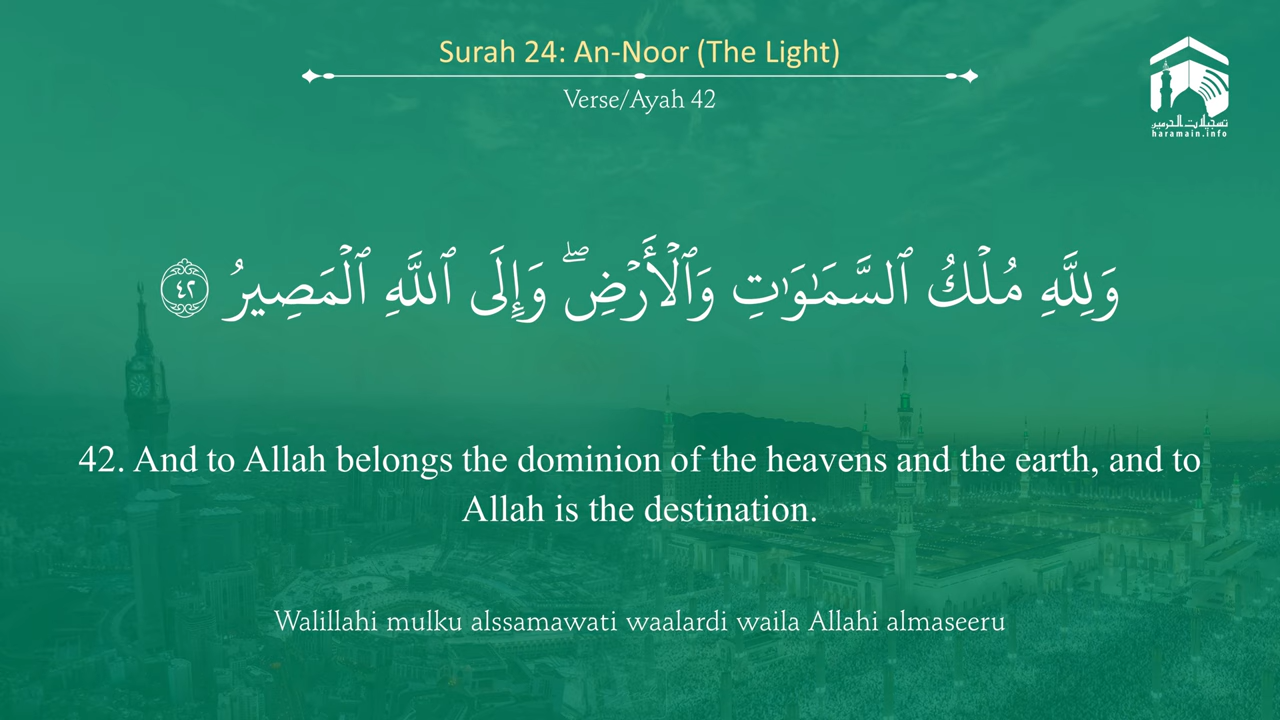 Surah 24: An-Noor (The Light)
Verse/Ayah 42
تسجيلات الحرمين
haramain.info
وَلِلَّهِ مُلۡكُ ٱلسَّمَٰوَٰتِ وَٱلۡأَرۡضِۖ وَإِلَى ٱللَّهِ ٱلۡمَصِيرُ ٤٢
42. And to Allah belongs the dominion of the heavens and the earth, and to
Allah is the destination.
Walillahi mulku alssamawati waalardi waila Allahi almaseeru